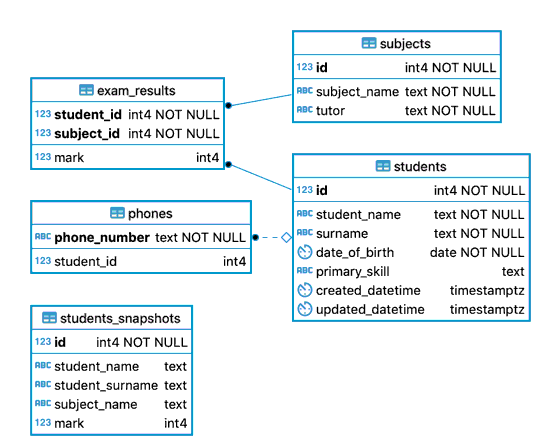 subjects
123 id int4 NOT NULL
ABC subject_name text NOT NULL
ABC tutor text NOT NULL
exam_results
123 student_id int4 NOT NULL
123 subject_id int4 NOT NULL
123 mark int4
students
123 id int4 NOT NULL
ABC student_name text NOT NULL
ABC surname text NOT NULL
date_of_birth date NOT NULL
ABC primary_skill text
created_datetime timestamptz
updated_datetime timestamptz
phones
ABC phone_number text NOT NULL
123 student_id int4
students_snapshots
123 id int4 NOT NULL
ABC student_name text
ABC student_surname text
ABC subject_name text
123 mark int4